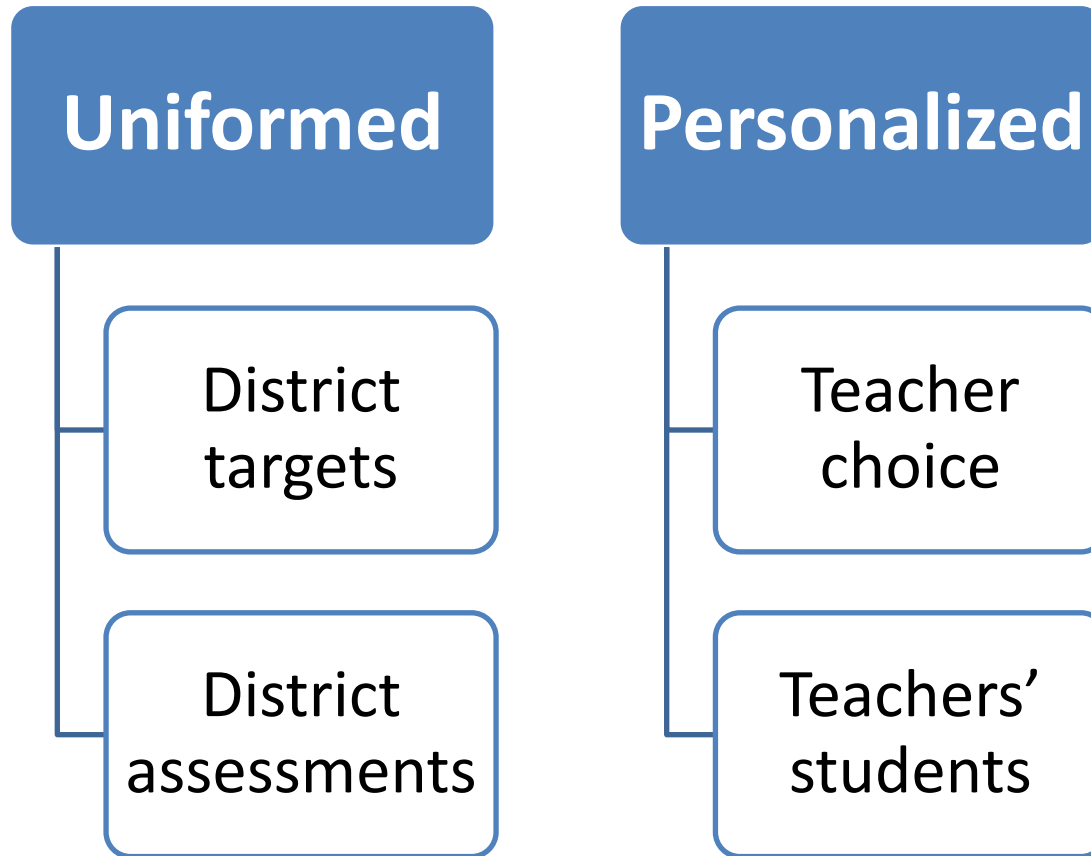 Uniformed
District
targets
District
assessments
Personalized
Teacher
choice
Teachers’
students